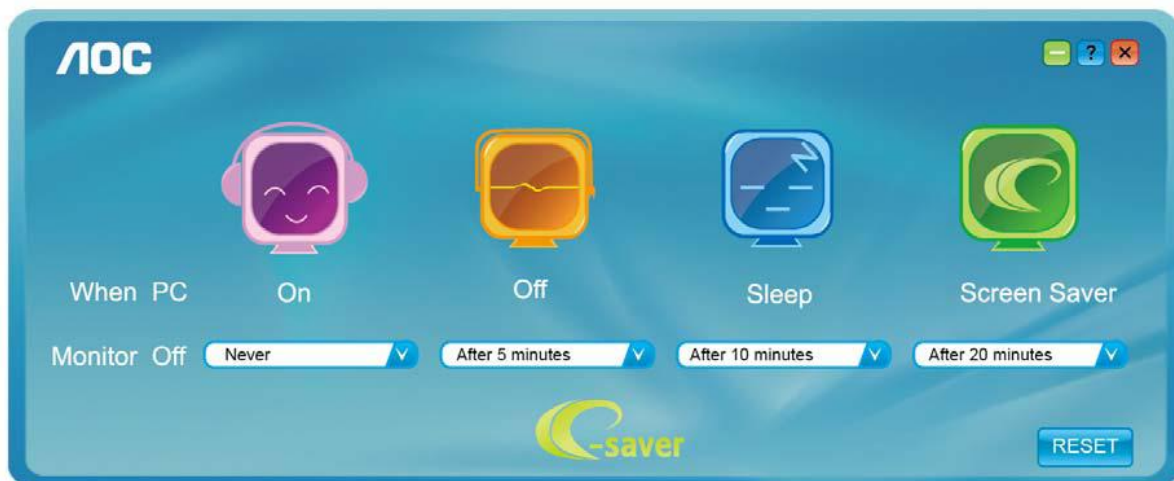 AOC
?
When PC On Off Sleep Screen Saver
Monitor Off Never After 5 minutes After 10 minutes After 20 minutes
e-saver
RESET